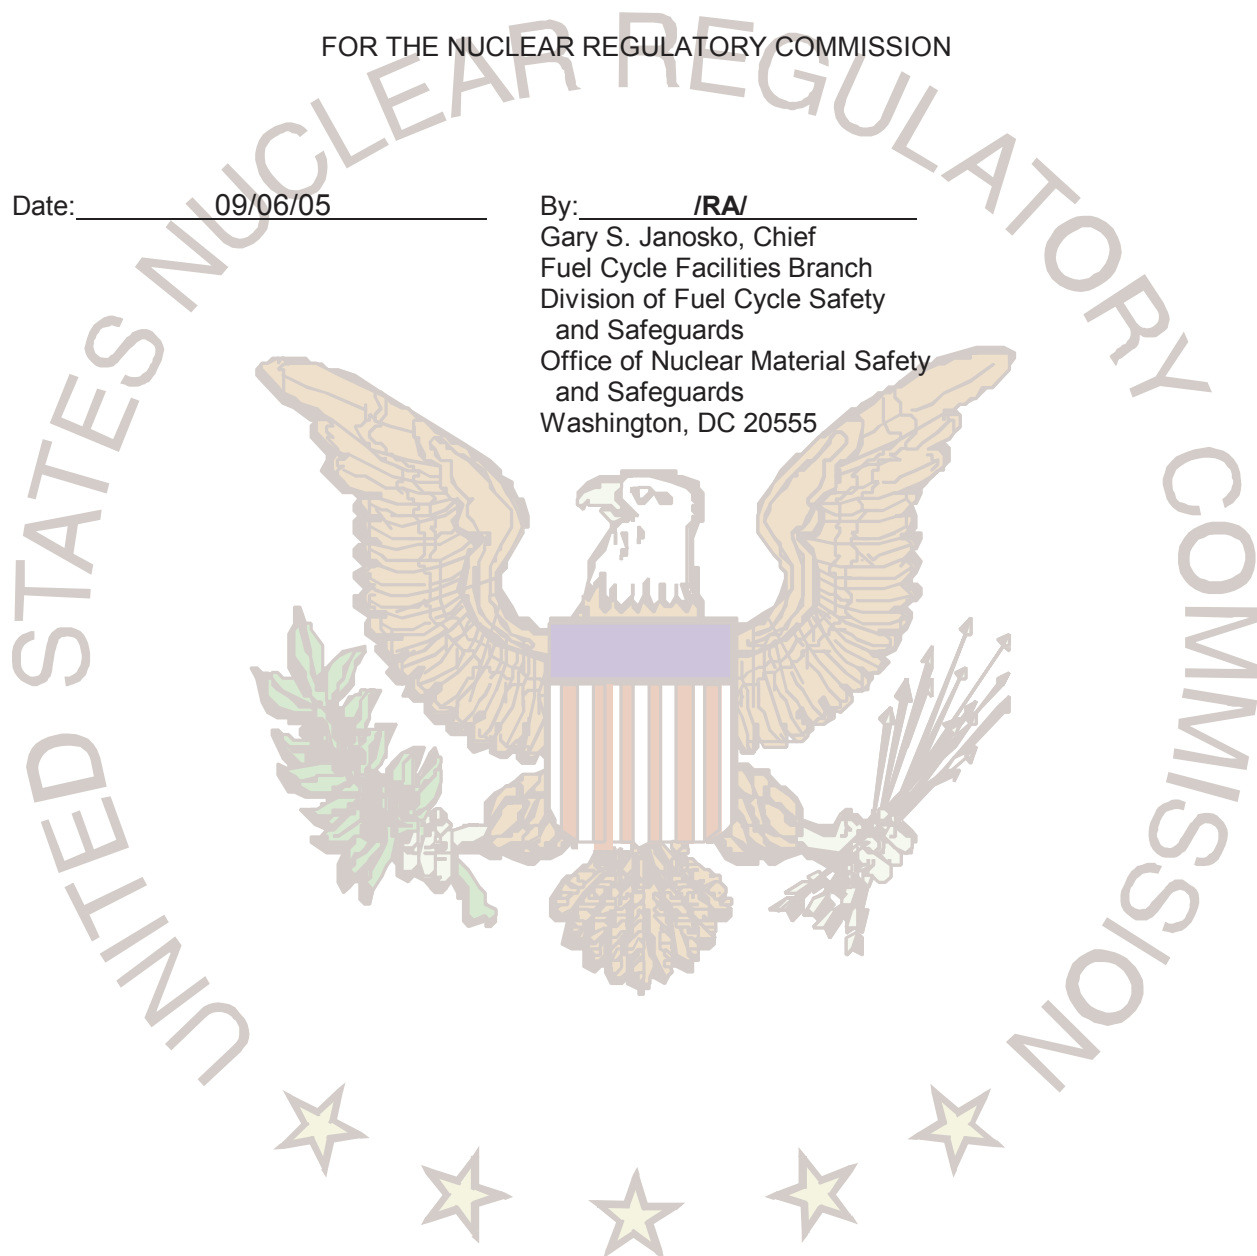 FOR THE NUCLEAR REGULATORY COMMISSION
Date: 09/06/05 By: /RA/
Gary S. Janosko, Chief
Fuel Cycle Facilities Branch
Division of Fuel Cycle Safety
and Safeguards
Office of Nuclear Material Safety
and Safeguards
Washington, DC 20555
UNITED STATES NUCLEAR REGULATORY COMMISSION